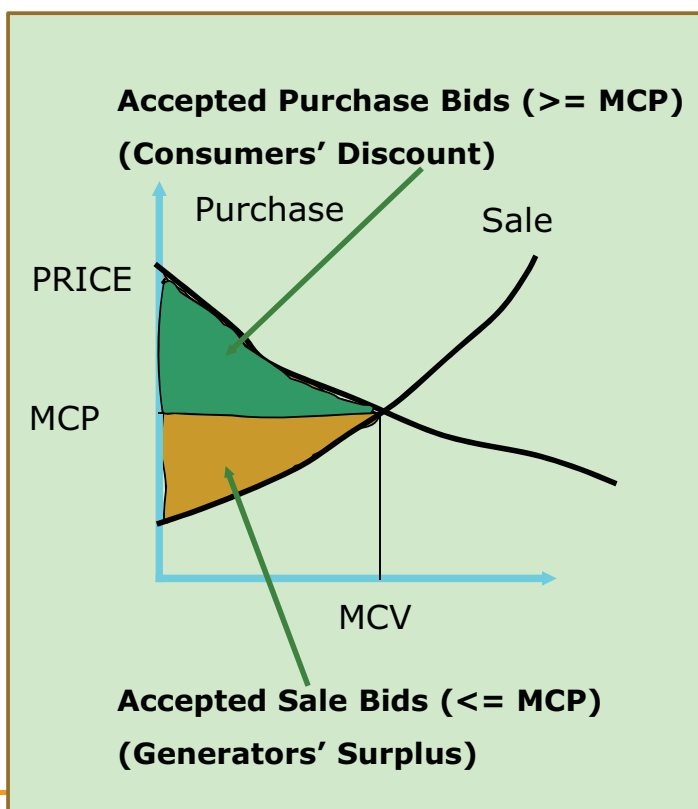 Accepted Purchase Bids (>= MCP)
(Consumers’ Discount)
Purchase
Sale
PRICE
MCP
MCV
Accepted Sale Bids (<= MCP)
(Generators’ Surplus)